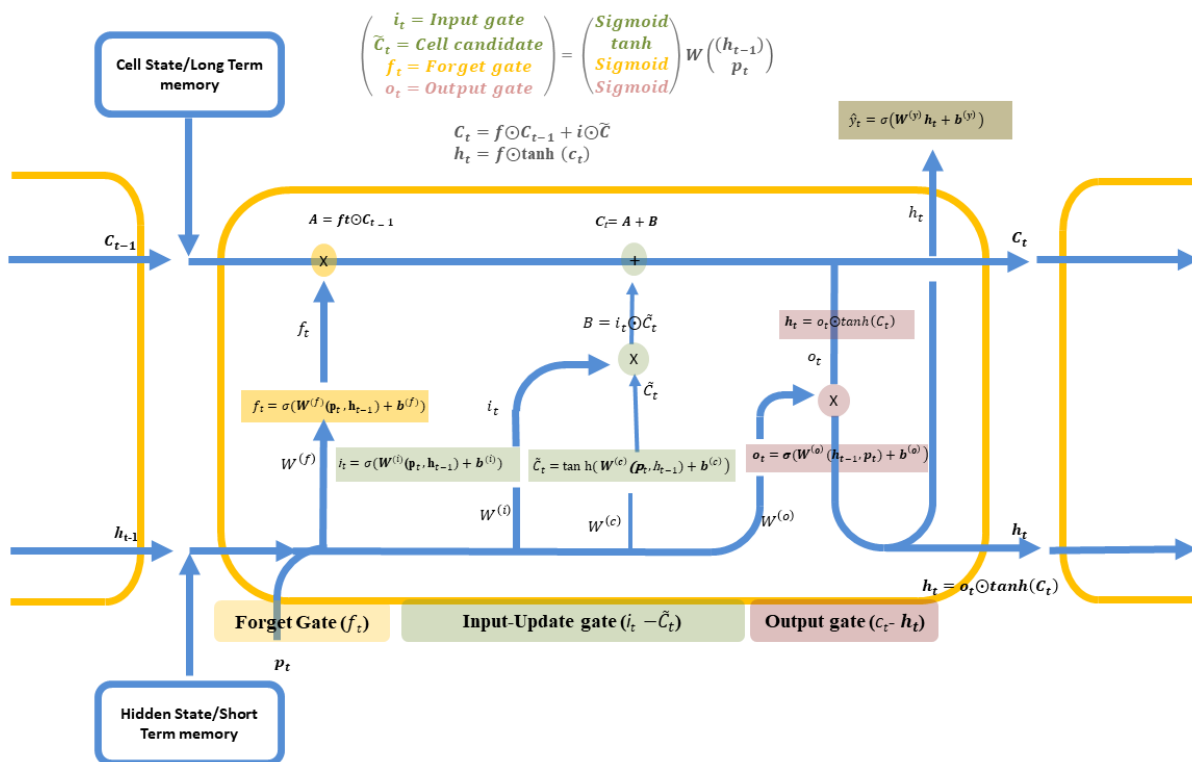 i_t = Input gate
C̃_t = Cell candidate
f_t = Forget gate
o_t = Output gate
=
Sigmoid
tanh
Sigmoid
Sigmoid
W((h_{t-1}) p_t)
C_t = f⊙C_{t-1} + i⊙C̃
h_t = f⊙tanh (c_t)
Cell State/Long Term
memory
ŷ_t = σ(W^(y) h_t + b^(y))
A = ft⊙C_{t-1}
C_t= A + B
h_t
C_{t-1}
X
+
C_t
f_t
B = i_t⊙C̃_t
h_t = o_t⊙tanh(C_t)
X
o_t
C̃_t
X
f_t = σ(W^(f)(p_t, h_{t-1}) + b^(f))
i_t
W^(f)
i_t = σ(W^(i)(p_t, h_{t-1}) + b^(i))
C̃_t = tan h(W^(c)(p_t, h_{t-1}) + b^(c))
o_t = σ(W^(o)(h_{t-1}, p_t) + b^(o))
W^(i)
W^(c)
W^(o)
h_{t-1}
h_t
h_t = o_t⊙tanh(C_t)
Forget Gate (f_t)
Input-Update gate (i_t −C̃_t)
Output gate (c_t- h_t)
p_t
Hidden State/Short
Term memory